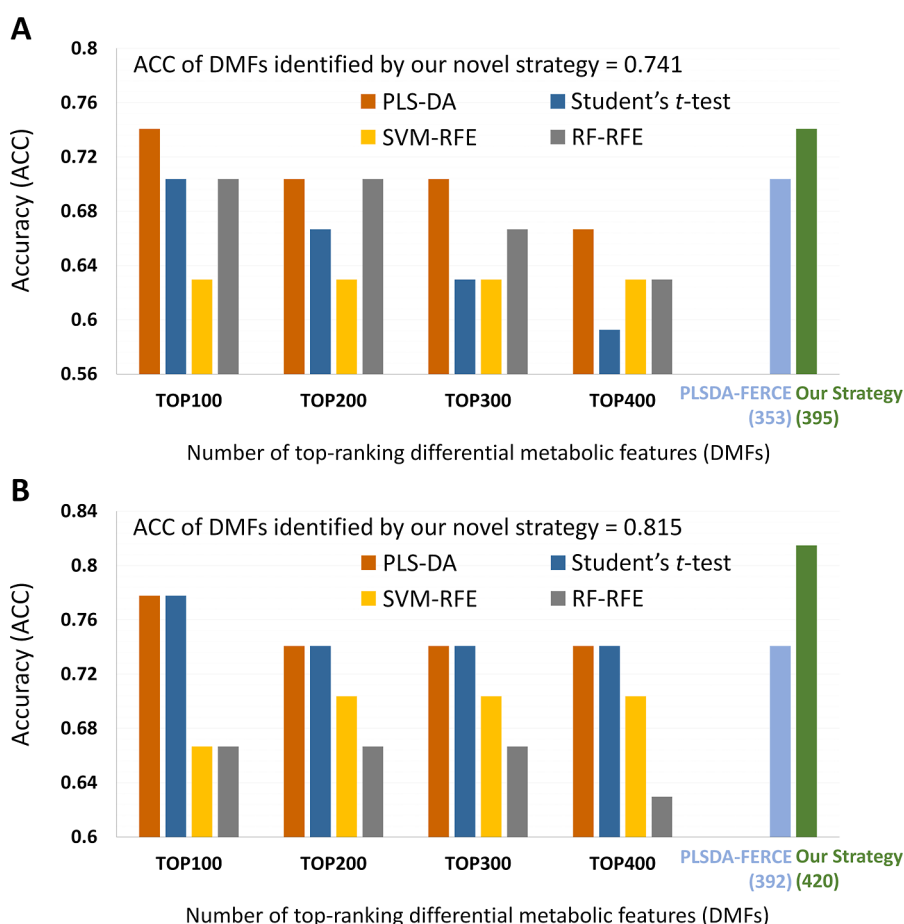 A
0.8
ACC of DMFs identified by our novel strategy = 0.741
PLS-DA
Student's t-test
0.76
SVM-RFE
RF-RFE
0.72
0.68
0.64
0.6
0.56
Accuracy (ACC)
TOP100
TOP200
TOP300
TOP400
PLSDA-FERCE
(353)
Our Strategy
(395)
Number of top-ranking differential metabolic features (DMFs)
B
0.84
ACC of DMFs identified by our novel strategy = 0.815
PLS-DA
Student's t-test
0.8
SVM-RFE
RF-RFE
0.76
0.72
0.68
0.64
0.6
Accuracy (ACC)
TOP100
TOP200
TOP300
TOP400
PLSDA-FERCE
(392)
Our Strategy
(420)
Number of top-ranking differential metabolic features (DMFs)